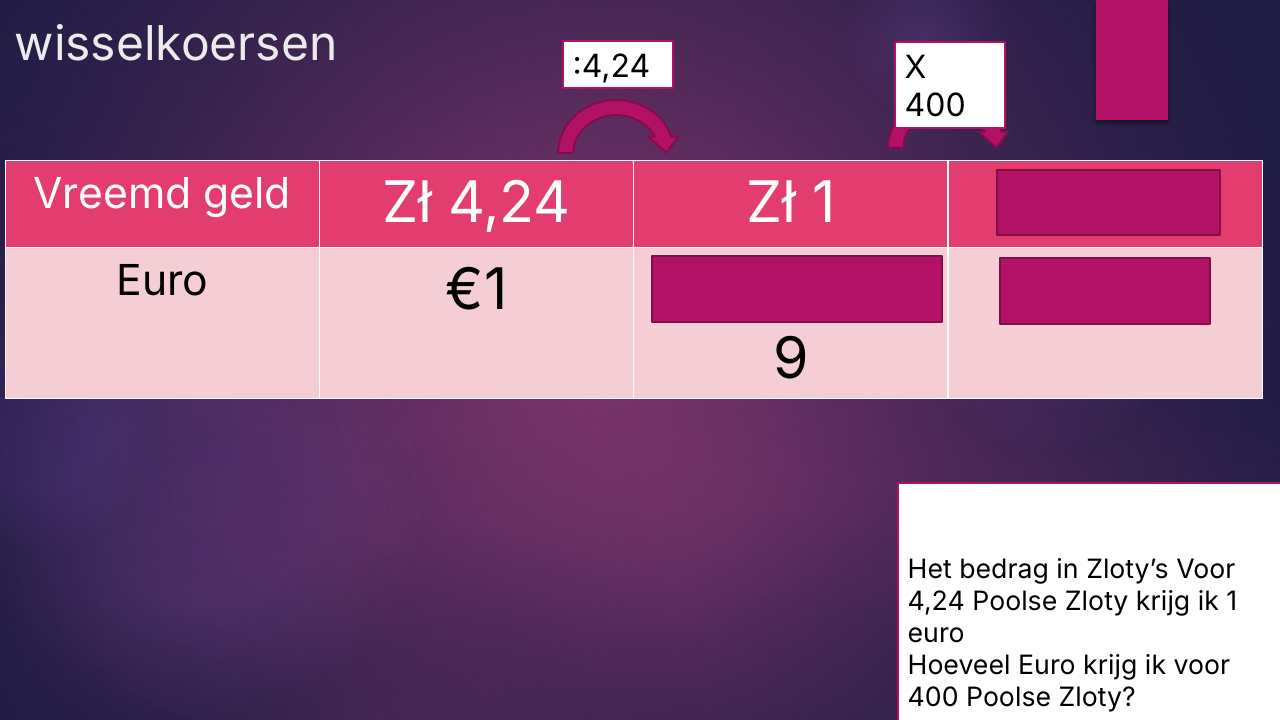 wisselkoersen
:4,24
X
400
Vreemd geld
Zł 4,24
Zł 1
Euro
€1
9
Het bedrag in Zloty’s Voor
4,24 Poolse Zloty krijg ik 1
euro
Hoeveel Euro krijg ik voor
400 Poolse Zloty?